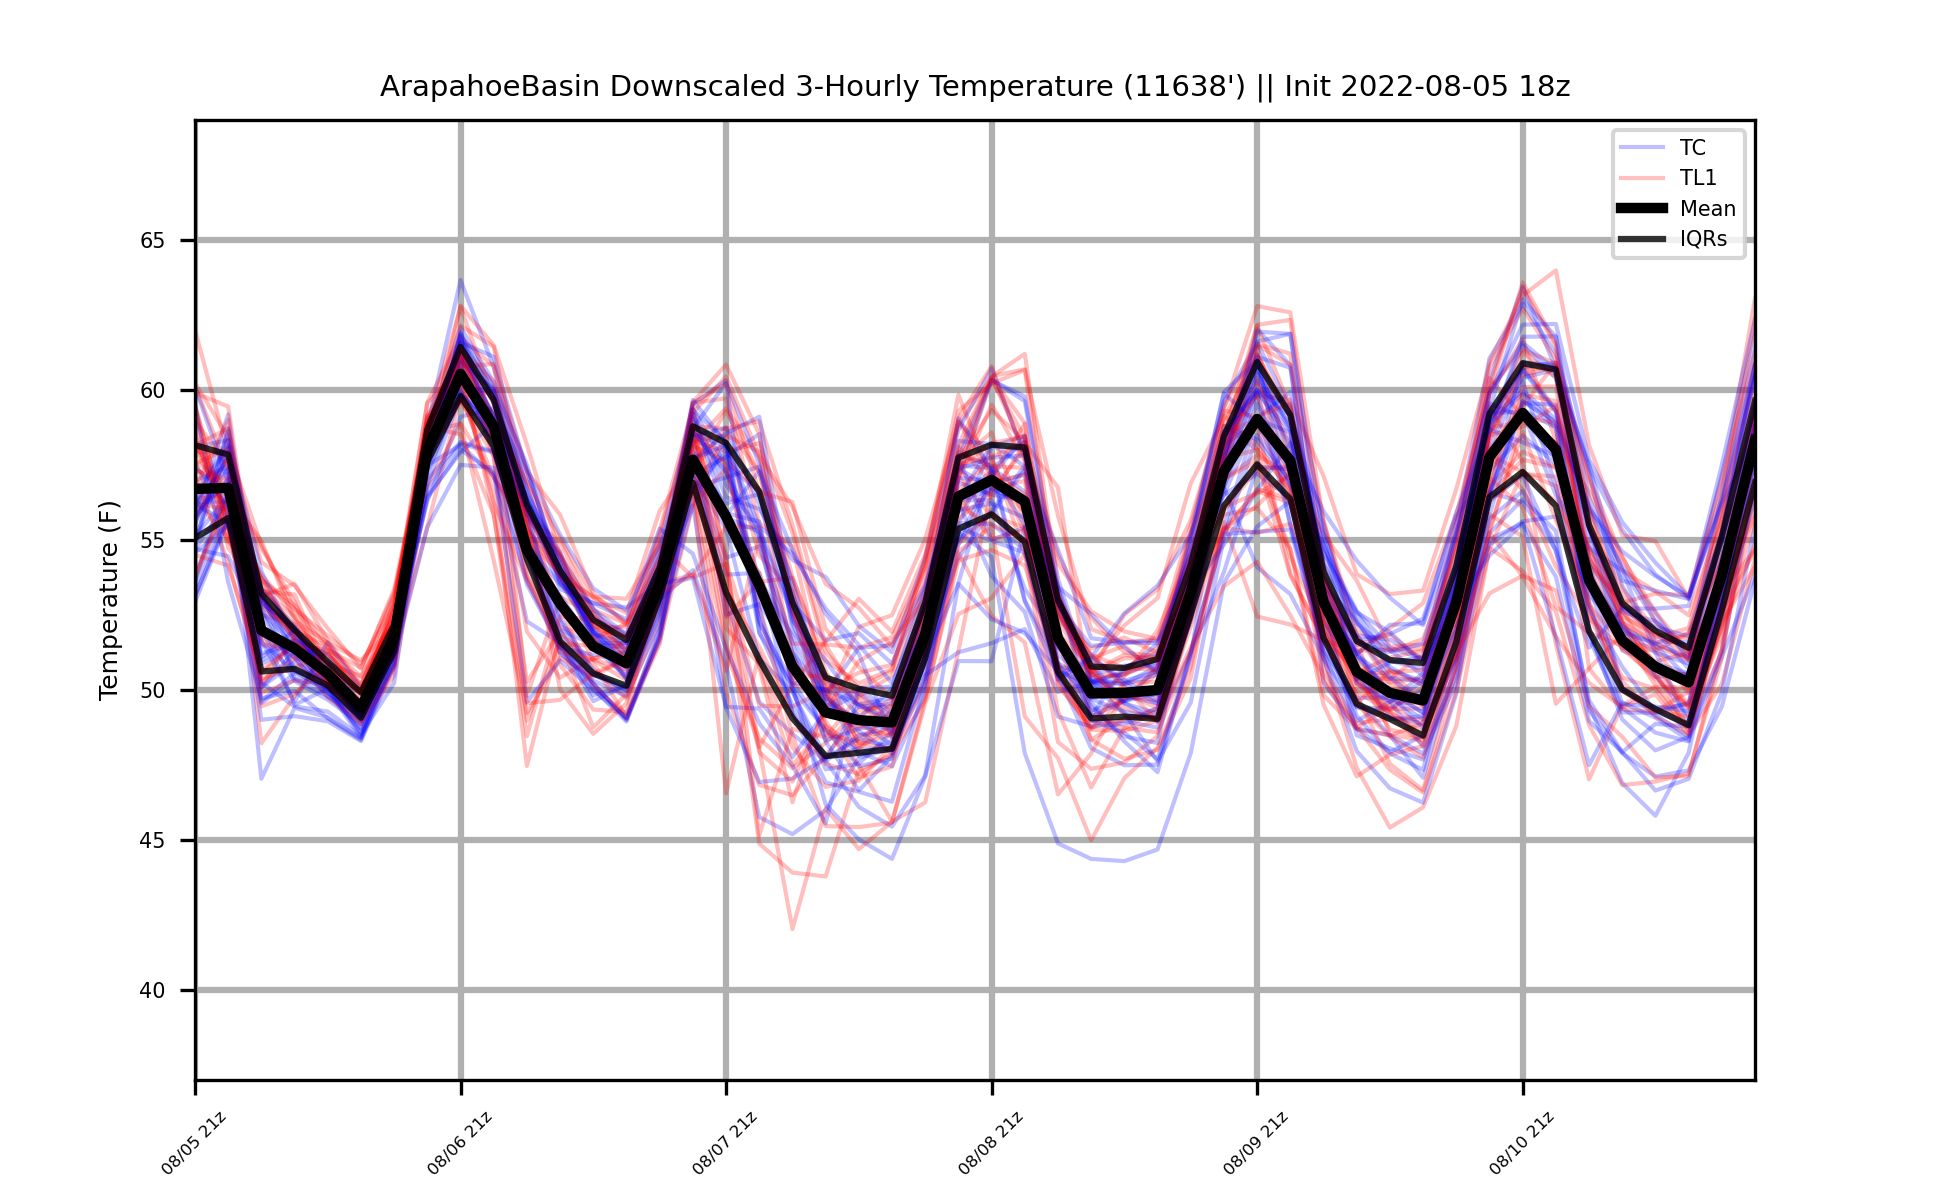 ArapahoeBasin Downscaled 3-Hourly Temperature (11638') || Init 2022-08-05 18z
TC
TL1
Mean
IQRs
Temperature (F)
65
60
55
50
45
40
08/05 21z
08/06 21z
08/07 21z
08/08 21z
08/09 21z
08/10 21z